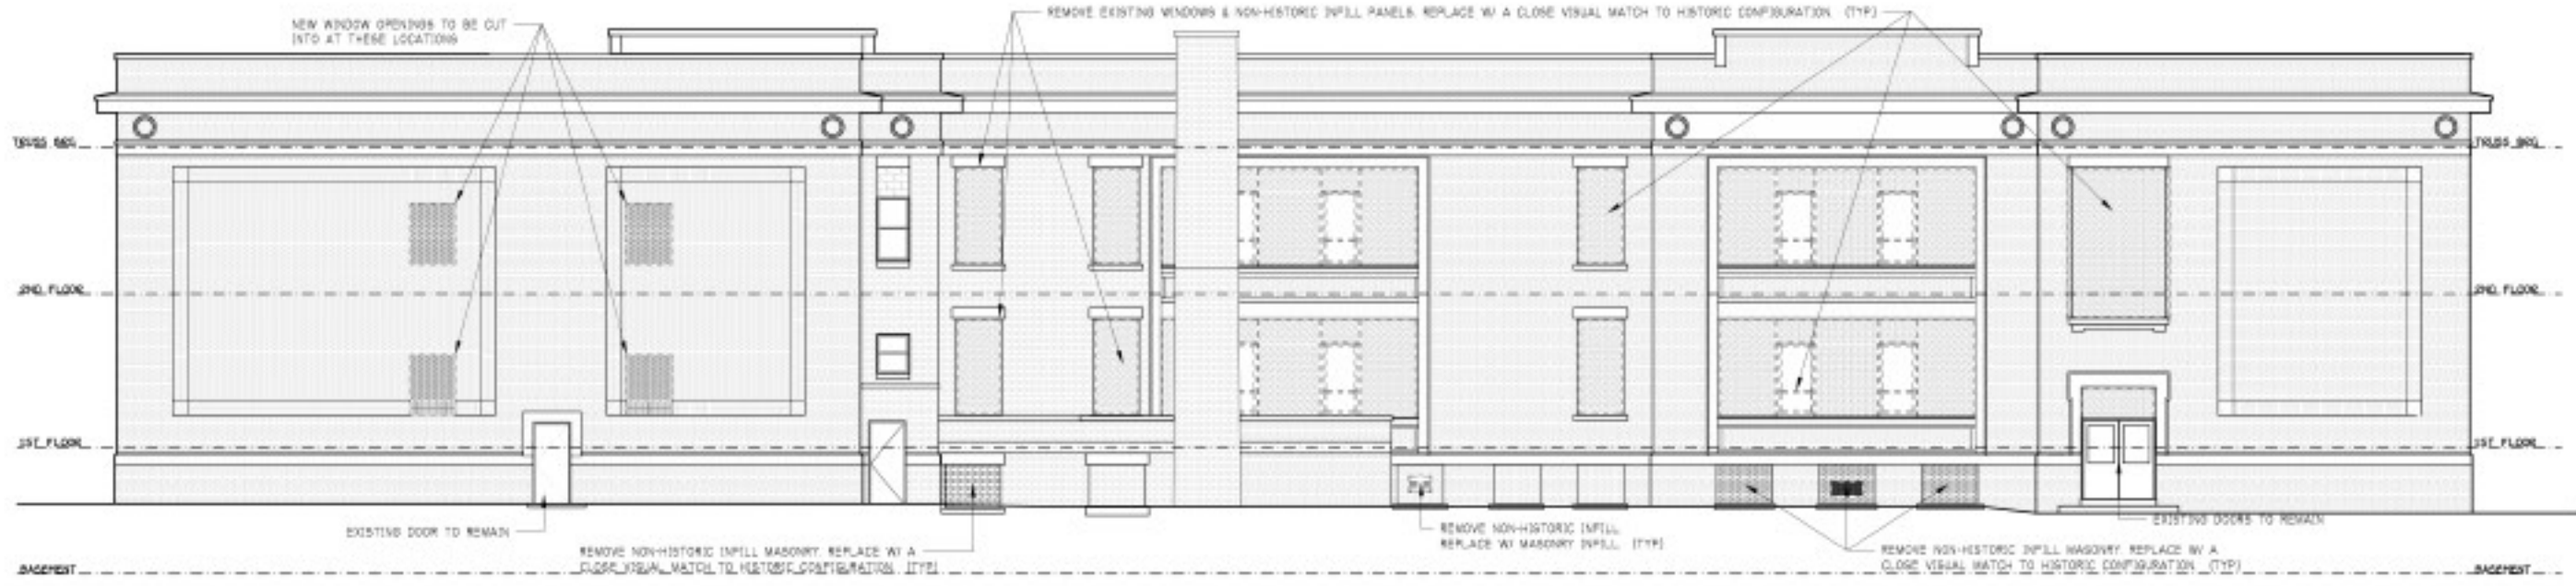 NEW WINDOW OPENINGS TO BE CUT
INTO AT THESE LOCATIONS
REMOVE EXISTING WINDOWS & NON-HISTORIC INFILL PANELS. REPLACE W/ A CLOSE VISUAL MATCH TO HISTORIC CONFIGURATION. (TYP)
TRUSS BRG
TRUSS BRG
2ND FLOOR
2ND FLOOR
1ST FLOOR
1ST FLOOR
EXISTING DOOR TO REMAIN
REMOVE NON-HISTORIC INFILL MASONRY. REPLACE W/ A
CLOSE VISUAL MATCH TO HISTORIC CONFIGURATION. (TYP)
REMOVE NON-HISTORIC INFILL.
REPLACE W/ MASONRY INFILL. (TYP)
EXISTING DOORS TO REMAIN
REMOVE NON-HISTORIC INFILL MASONRY. REPLACE W/ A
CLOSE VISUAL MATCH TO HISTORIC CONFIGURATION. (TYP)
BASEMENT
BASEMENT